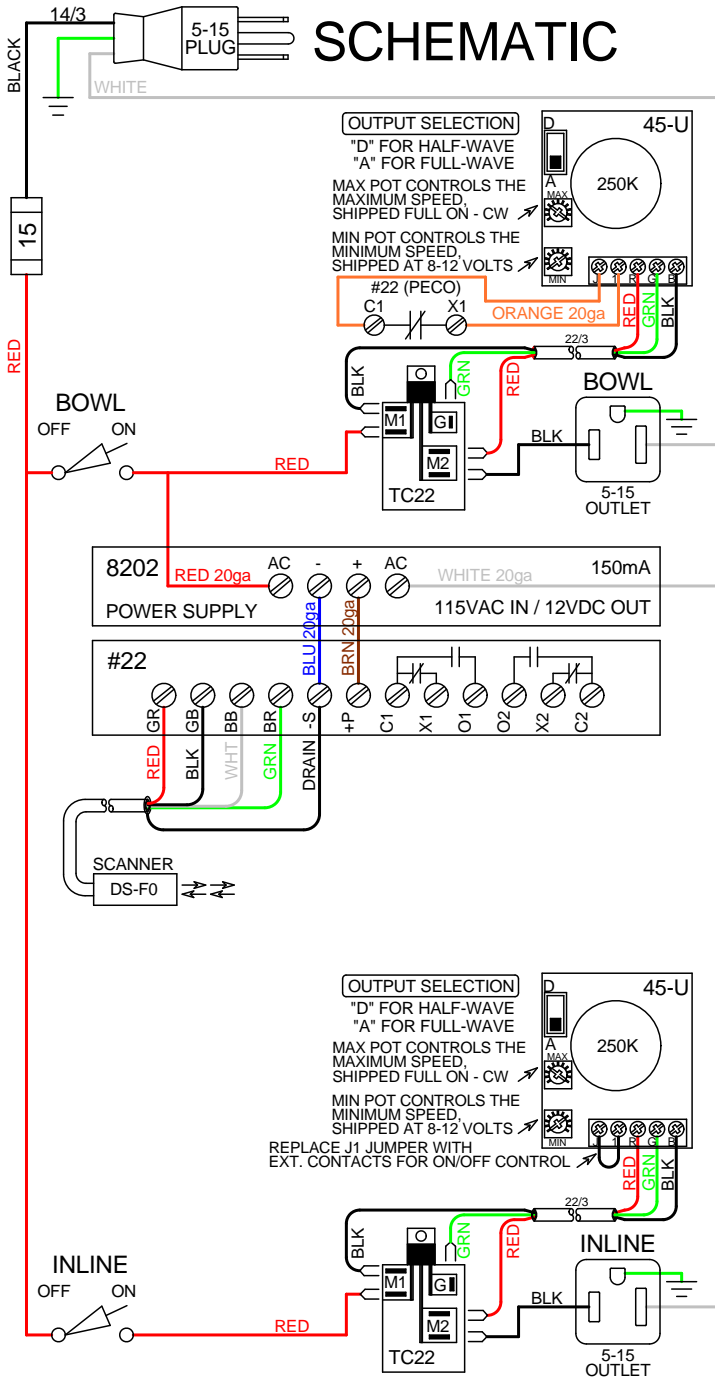 14/3
5-15
PLUG
SCHEMATIC
BLACK
WHITE
OUTPUT SELECTION
"D" FOR HALF-WAVE
"A" FOR FULL-WAVE
MAX POT CONTROLS THE
MAXIMUM SPEED,
SHIPPED FULL ON - CW
MIN POT CONTROLS THE
MINIMUM SPEED,
SHIPPED AT 8-12 VOLTS
D
45-U
A
MAX
250K
MIN
J
1
R
G
B
15
#22 (PECO)
C1
X1
ORANGE 20ga
RED
GRN
BLK
22/3
RED
BLK
GRN
RED
BOWL
OFF
ON
RED
M1
G
M2
TC22
BLK
BOWL
5-15
OUTLET
8202
RED 20ga
AC
-
+
AC
WHITE 20ga
150mA
POWER SUPPLY
BLU 20ga
BRN 20ga
115VAC IN / 12VDC OUT
#22
GR
GB
BB
BR
-S
+P
C1
X1
O1
O2
X2
C2
RED
BLK
WHT
GRN
DRAIN
SCANNER
DS-F0
OUTPUT SELECTION
"D" FOR HALF-WAVE
"A" FOR FULL-WAVE
MAX POT CONTROLS THE
MAXIMUM SPEED,
SHIPPED FULL ON - CW
MIN POT CONTROLS THE
MINIMUM SPEED,
SHIPPED AT 8-12 VOLTS
REPLACE J1 JUMPER WITH
EXT. CONTACTS FOR ON/OFF CONTROL
D
45-U
A
MAX
250K
MIN
J
1
R
G
B
RED
GRN
BLK
22/3
BLK
GRN
RED
INLINE
OFF
ON
RED
M1
G
M2
TC22
BLK
INLINE
5-15
OUTLET